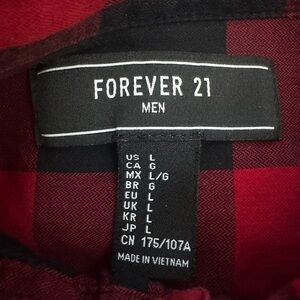 FOREVER 21
MEN
US L
CA G
MX L/G
BR G
EU L
UK L
KR L
JP L
CN 175/107A
MADE IN VIETNAM